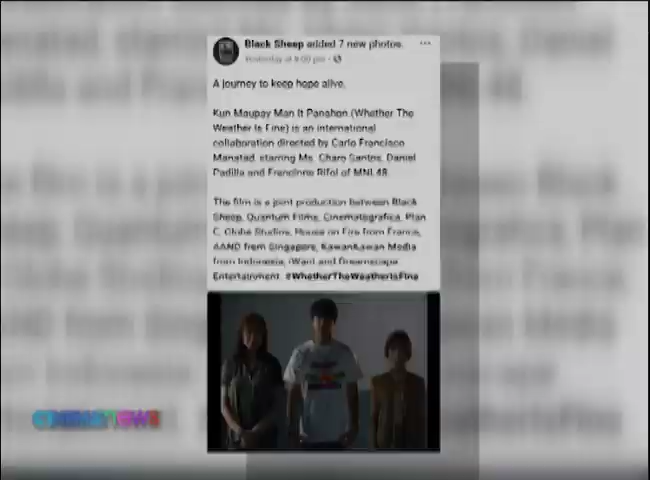 Black Sheep added 7 new photos.
Yesterday at 8:00 pm
A journey to keep hope alive.
Kun Maupay Man It Panahon (Whether The
Weather Is Fine) is an international
collaboration directed by Carlo Francisco
Manatad, starring Ms. Charo Santos, Daniel
Padilla and Francinne Rifol of MNL48.
The film is a joint production between Black
Sheep, Quantum Films, Cinematografica, Plan
C, Globe Studios, House on Fire from France,
AAND from Singapore, KawanKawan Media
from Indonesia, iWant and Dreamscape
Entertainment. #WhetherTheWeatherIsFine